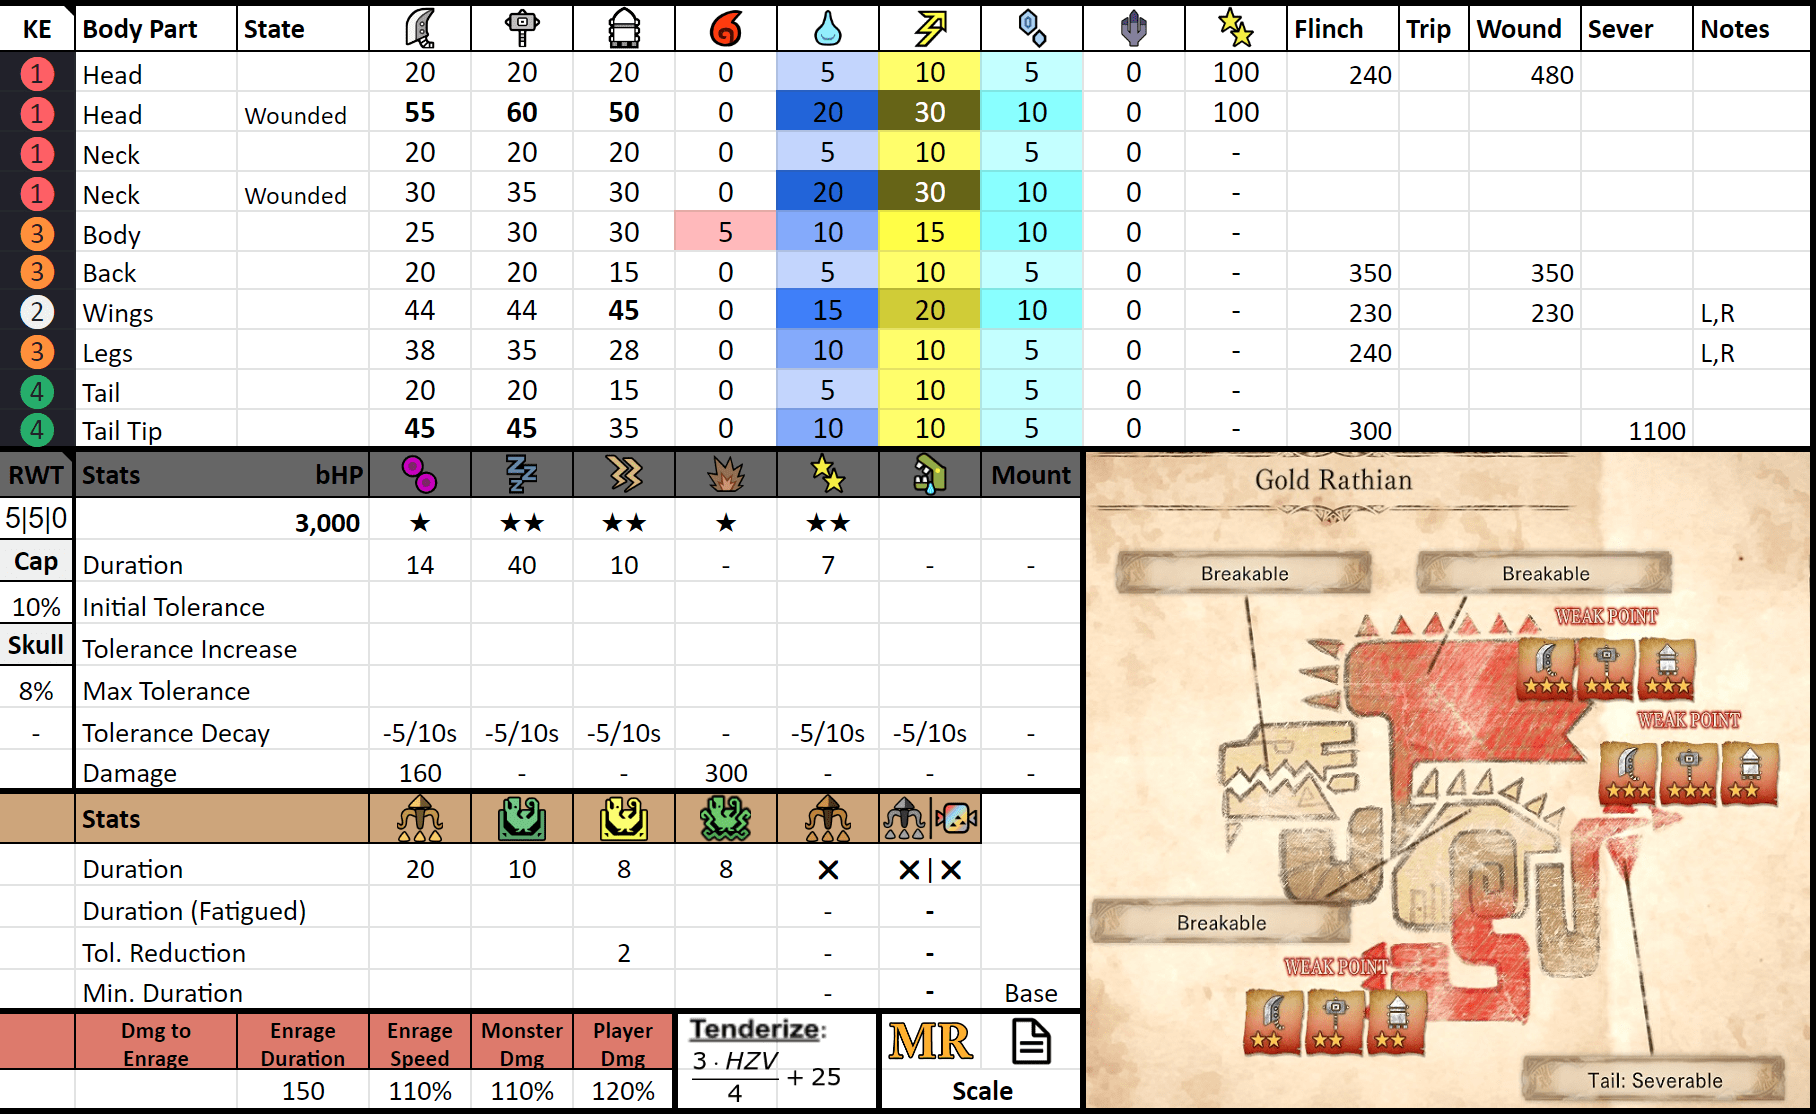 KE Body Part State Flinch Trip Wound Sever Notes
1 Head 20 20 20 0 5 10 5 0 100 240 480
1 Head Wounded 55 60 50 0 20 30 10 0 100
1 Neck 20 20 20 0 5 10 5 0 -
1 Neck Wounded 30 35 30 0 20 30 10 0 -
3 Body 25 30 30 5 10 15 10 0 -
3 Back 20 20 15 0 5 10 5 0 - 350 350
2 Wings 44 44 45 0 15 20 10 0 - 230 230 L,R
3 Legs 38 35 28 0 10 10 5 0 - 240 L,R
4 Tail 20 20 15 0 5 10 5 0 -
4 Tail Tip 45 45 35 0 10 10 5 0 - 300 1100
RWT Stats bHP Mount
5|5|0 3,000 ★ ★★ ★★ ★ ★★
Cap Duration 14 40 10 - 7 - -
10% Initial Tolerance
Skull Tolerance Increase
8% Max Tolerance
- Tolerance Decay -5/10s -5/10s -5/10s - -5/10s -5/10s -
Damage 160 - - 300 - - -
Stats
Duration 20 10 8 8 ✕ ✕|✕
Duration (Fatigued) - -
Tol. Reduction 2 - -
Min. Duration - - Base
Dmg to Enrage
Enrage Duration
Enrage Speed
Monster Dmg
Player Dmg
150 110% 110% 120%
Tenderize:
3 · HZV
4
+ 25
MR
Scale
Gold Rathian
Breakable
Breakable
WEAK POINT
WEAK POINT
Breakable
WEAK POINT
Tail: Severable